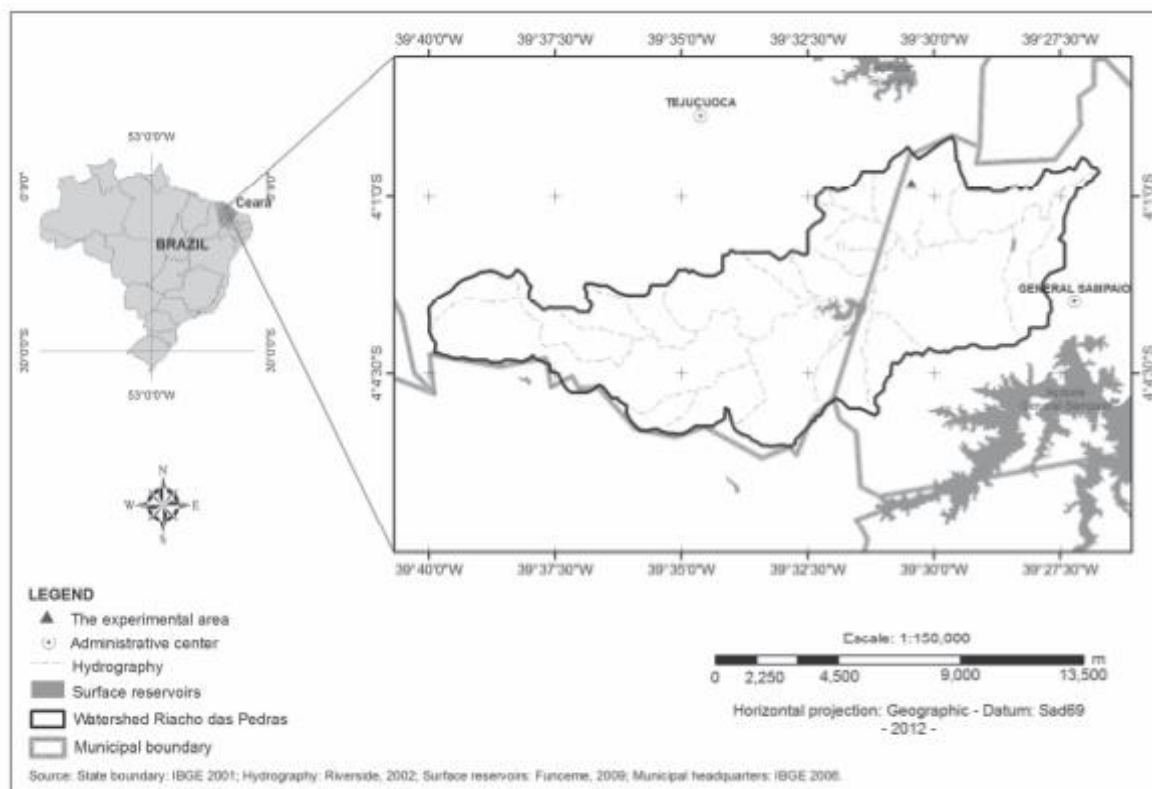 39°40'0"W 39°37'30"W 39°35'0"W 39°32'30"W 39°30'0"W 39°27'30"W
TEJUÇUOCA
53°0'0"W
0°0'0"
0°0'0"
Ceará
BRAZIL
4°1'0"S
4°1'0"S
GENERAL SAMPAIO
30°0'0"S
30°0'0"S
4°4'30"S
4°4'30"S
53°0'0"W
N
W E
S
39°40'0"W 39°37'30"W 39°35'0"W 39°32'30"W 39°30'0"W 39°27'30"W
LEGEND
The experimental area
Administrative center
Hydrography
Surface reservoirs
Watershed Riacho das Pedras
Municipal boundary
Escale: 1:150,000
0 2,250 4,500 9,000 13,500 m
Horizontal projection: Geographic - Datum: Sad69
- 2012 -
Source: State boundary: IBGE 2001; Hydrography: Riverside, 2002; Surface reservoirs: Funceme, 2009; Municipal headquarters: IBGE 2006.